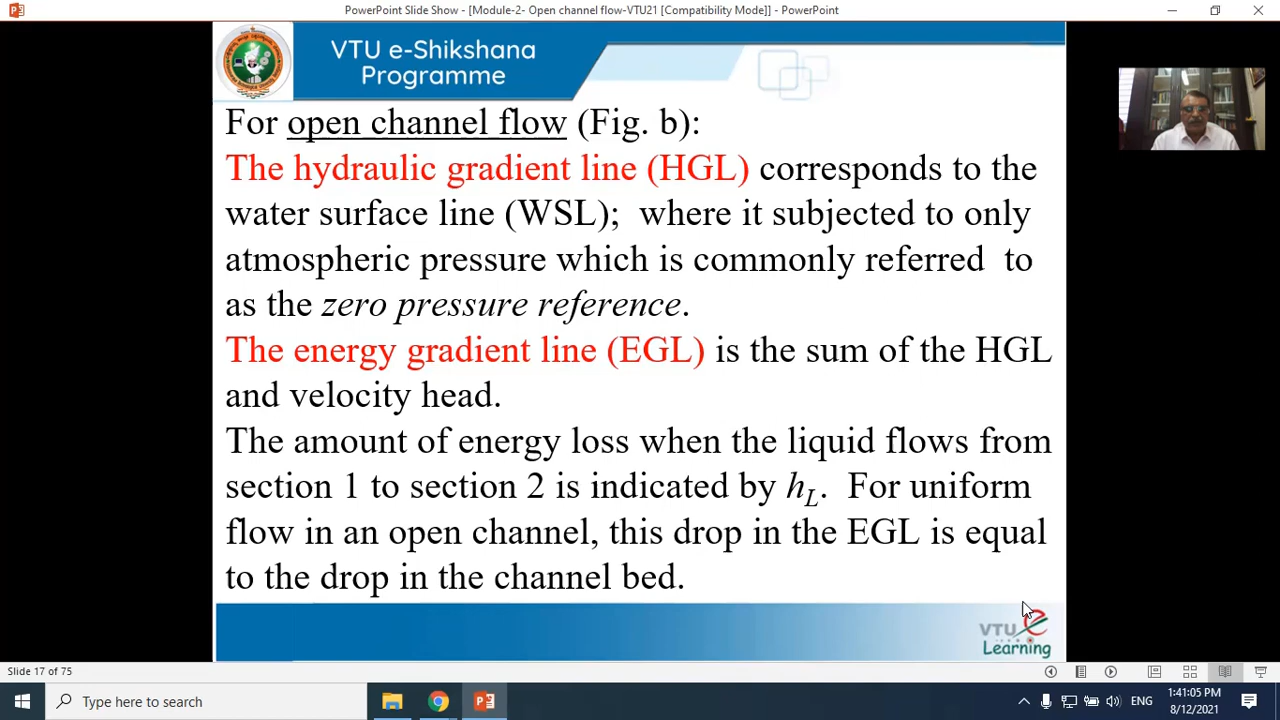 PowerPoint Slide Show - [Module-2- Open channel flow-VTU21 [Compatibility Mode]] - PowerPoint
VTU e-Shikshana
Programme
For open channel flow (Fig. b):
The hydraulic gradient line (HGL) corresponds to the
water surface line (WSL); where it subjected to only
atmospheric pressure which is commonly referred to
as the zero pressure reference.
The energy gradient line (EGL) is the sum of the HGL
and velocity head.
The amount of energy loss when the liquid flows from
section 1 to section 2 is indicated by hL. For uniform
flow in an open channel, this drop in the EGL is equal
to the drop in the channel bed.
VTU e
Learning
Slide 17 of 75
Type here to search
ENG
1:41:05 PM
8/12/2021